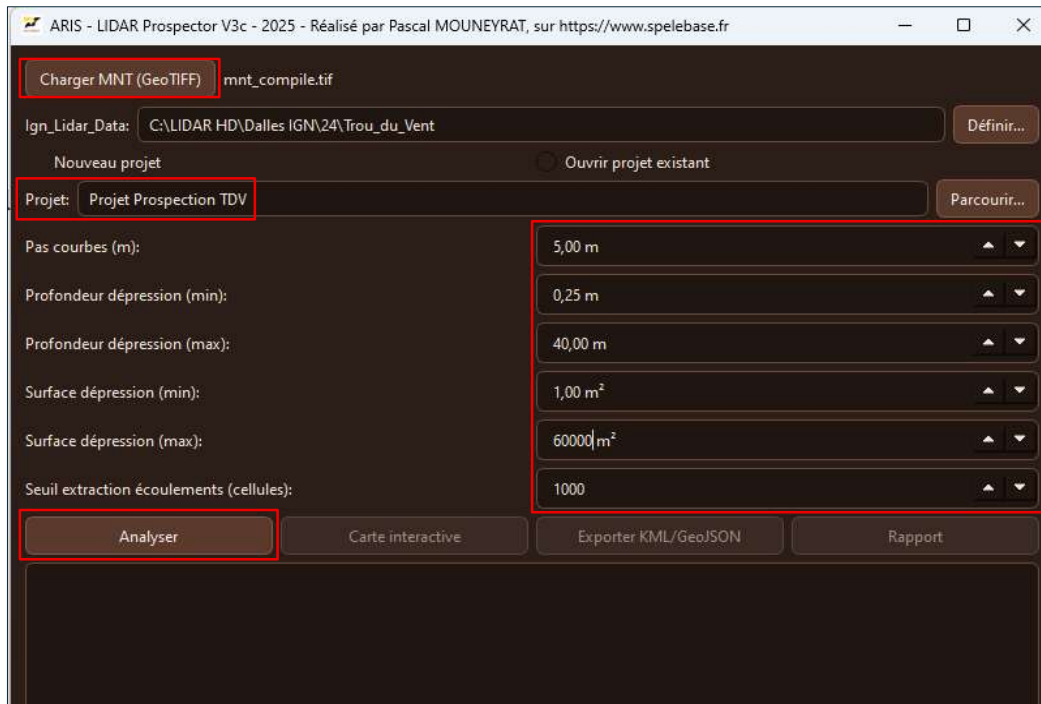 ARIS - LIDAR Prospector V3c - 2025 - Réalisé par Pascal MOUNEYRAT, sur https://www.spelebase.fr
Charger MNT (GeoTIFF) mnt_compile.tif
Ign_Lidar_Data: C:\LIDAR HD\Dalles IGN\24\Trou_du_Vent Définir...
Nouveau projet Ouvrir projet existant
Projet: Projet Prospection TDV Parcourir...
Pas courbes (m): 5,00 m
Profondeur dépression (min): 0,25 m
Profondeur dépression (max): 40,00 m
Surface dépression (min): 1,00 m²
Surface dépression (max): 60000 m²
Seuil extraction écoulements (cellules): 1000
Analyser Carte interactive Exporter KML/GeoJSON Rapport